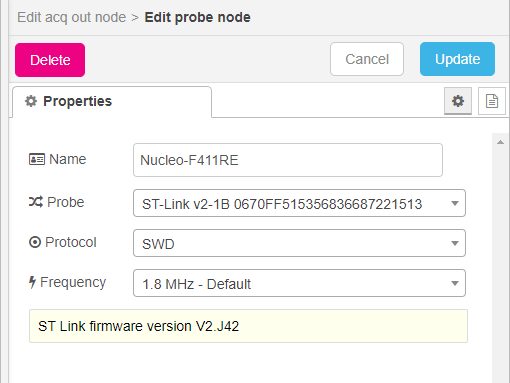 Edit acq out node > Edit probe node
Delete
Cancel
Update
Properties
Name
Nucleo-F411RE
Probe
ST-Link v2-1B 0670FF515356836687221513
Protocol
SWD
Frequency
1.8 MHz - Default
ST Link firmware version V2.J42